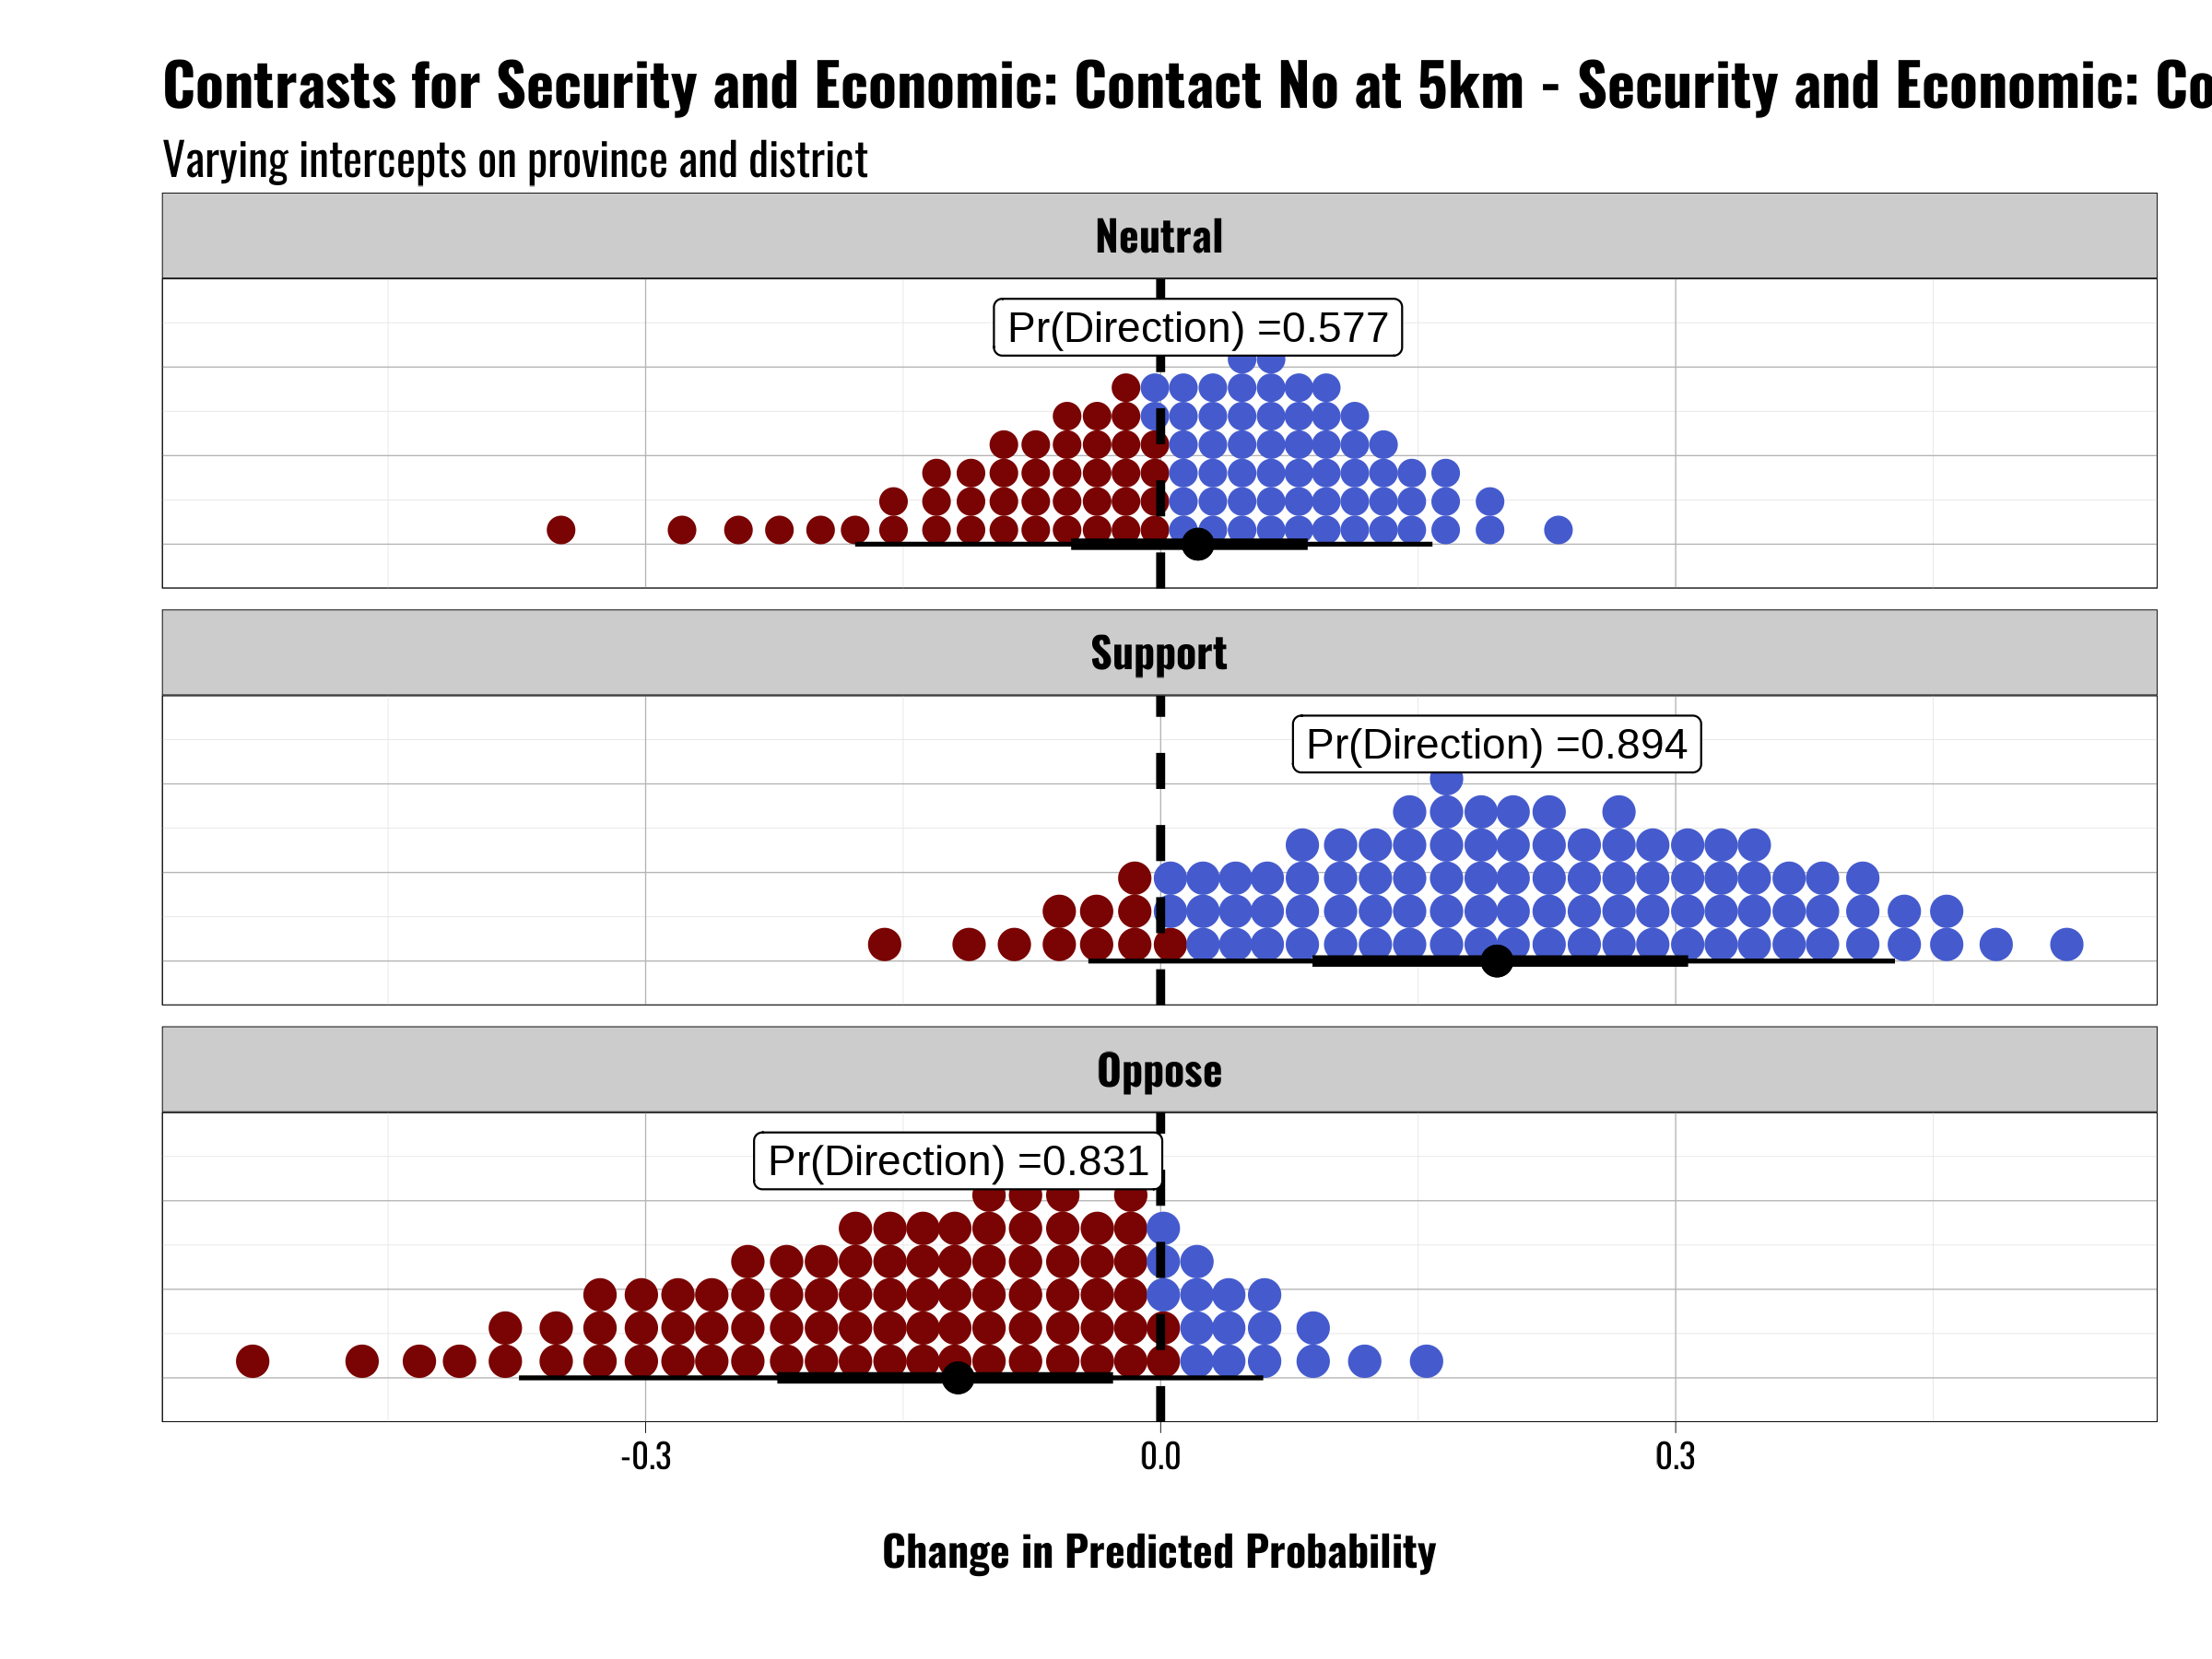 Contrasts for Security and Economic: Contact No at 5km - Security and Economic: Co
Varying intercepts on province and district
Neutral
Pr(Direction) =0.577
Support
Pr(Direction) =0.894
Oppose
Pr(Direction) =0.831
-0.3 0.0 0.3
Change in Predicted Probability